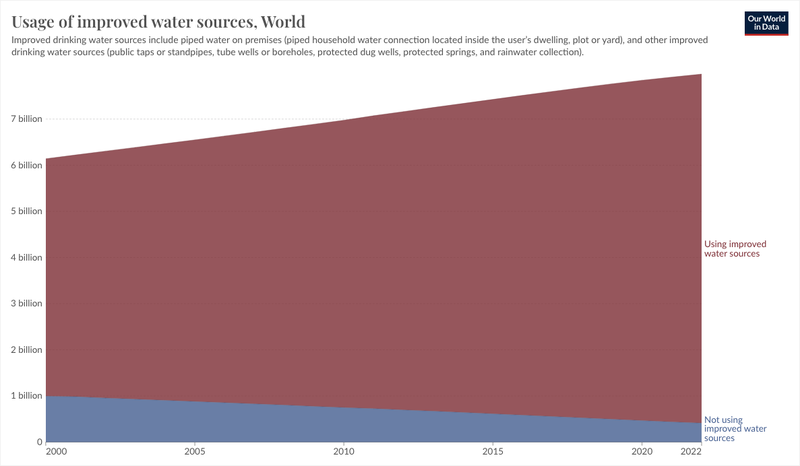 Usage of improved water sources, World
Our World
in Data
Improved drinking water sources include piped water on premises (piped household water connection located inside the user's dwelling, plot or yard), and other improved
drinking water sources (public taps or standpipes, tube wells or boreholes, protected dug wells, protected springs, and rainwater collection).
7 billion
6 billion
5 billion
4 billion
3 billion
2 billion
1 billion
0
Using improved
water sources
Not using
improved water
sources
2000
2005
2010
2015
2020
2022